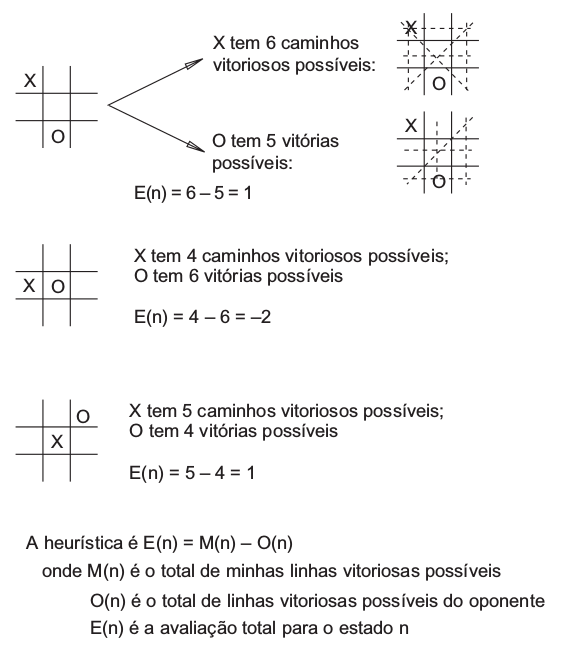 X tem 6 caminhos
vitoriosos possíveis:
X
O
X
O
O tem 5 vitórias
possíveis:
X
O
E(n) = 6 – 5 = 1
X tem 4 caminhos vitoriosos possíveis;
O tem 6 vitórias possíveis
X O
E(n) = 4 – 6 = –2
O
X
X tem 5 caminhos vitoriosos possíveis;
O tem 4 vitórias possíveis
E(n) = 5 – 4 = 1
A heurística é E(n) = M(n) – O(n)
onde M(n) é o total de minhas linhas vitoriosas possíveis
O(n) é o total de linhas vitoriosas possíveis do oponente
E(n) é a avaliação total para o estado n